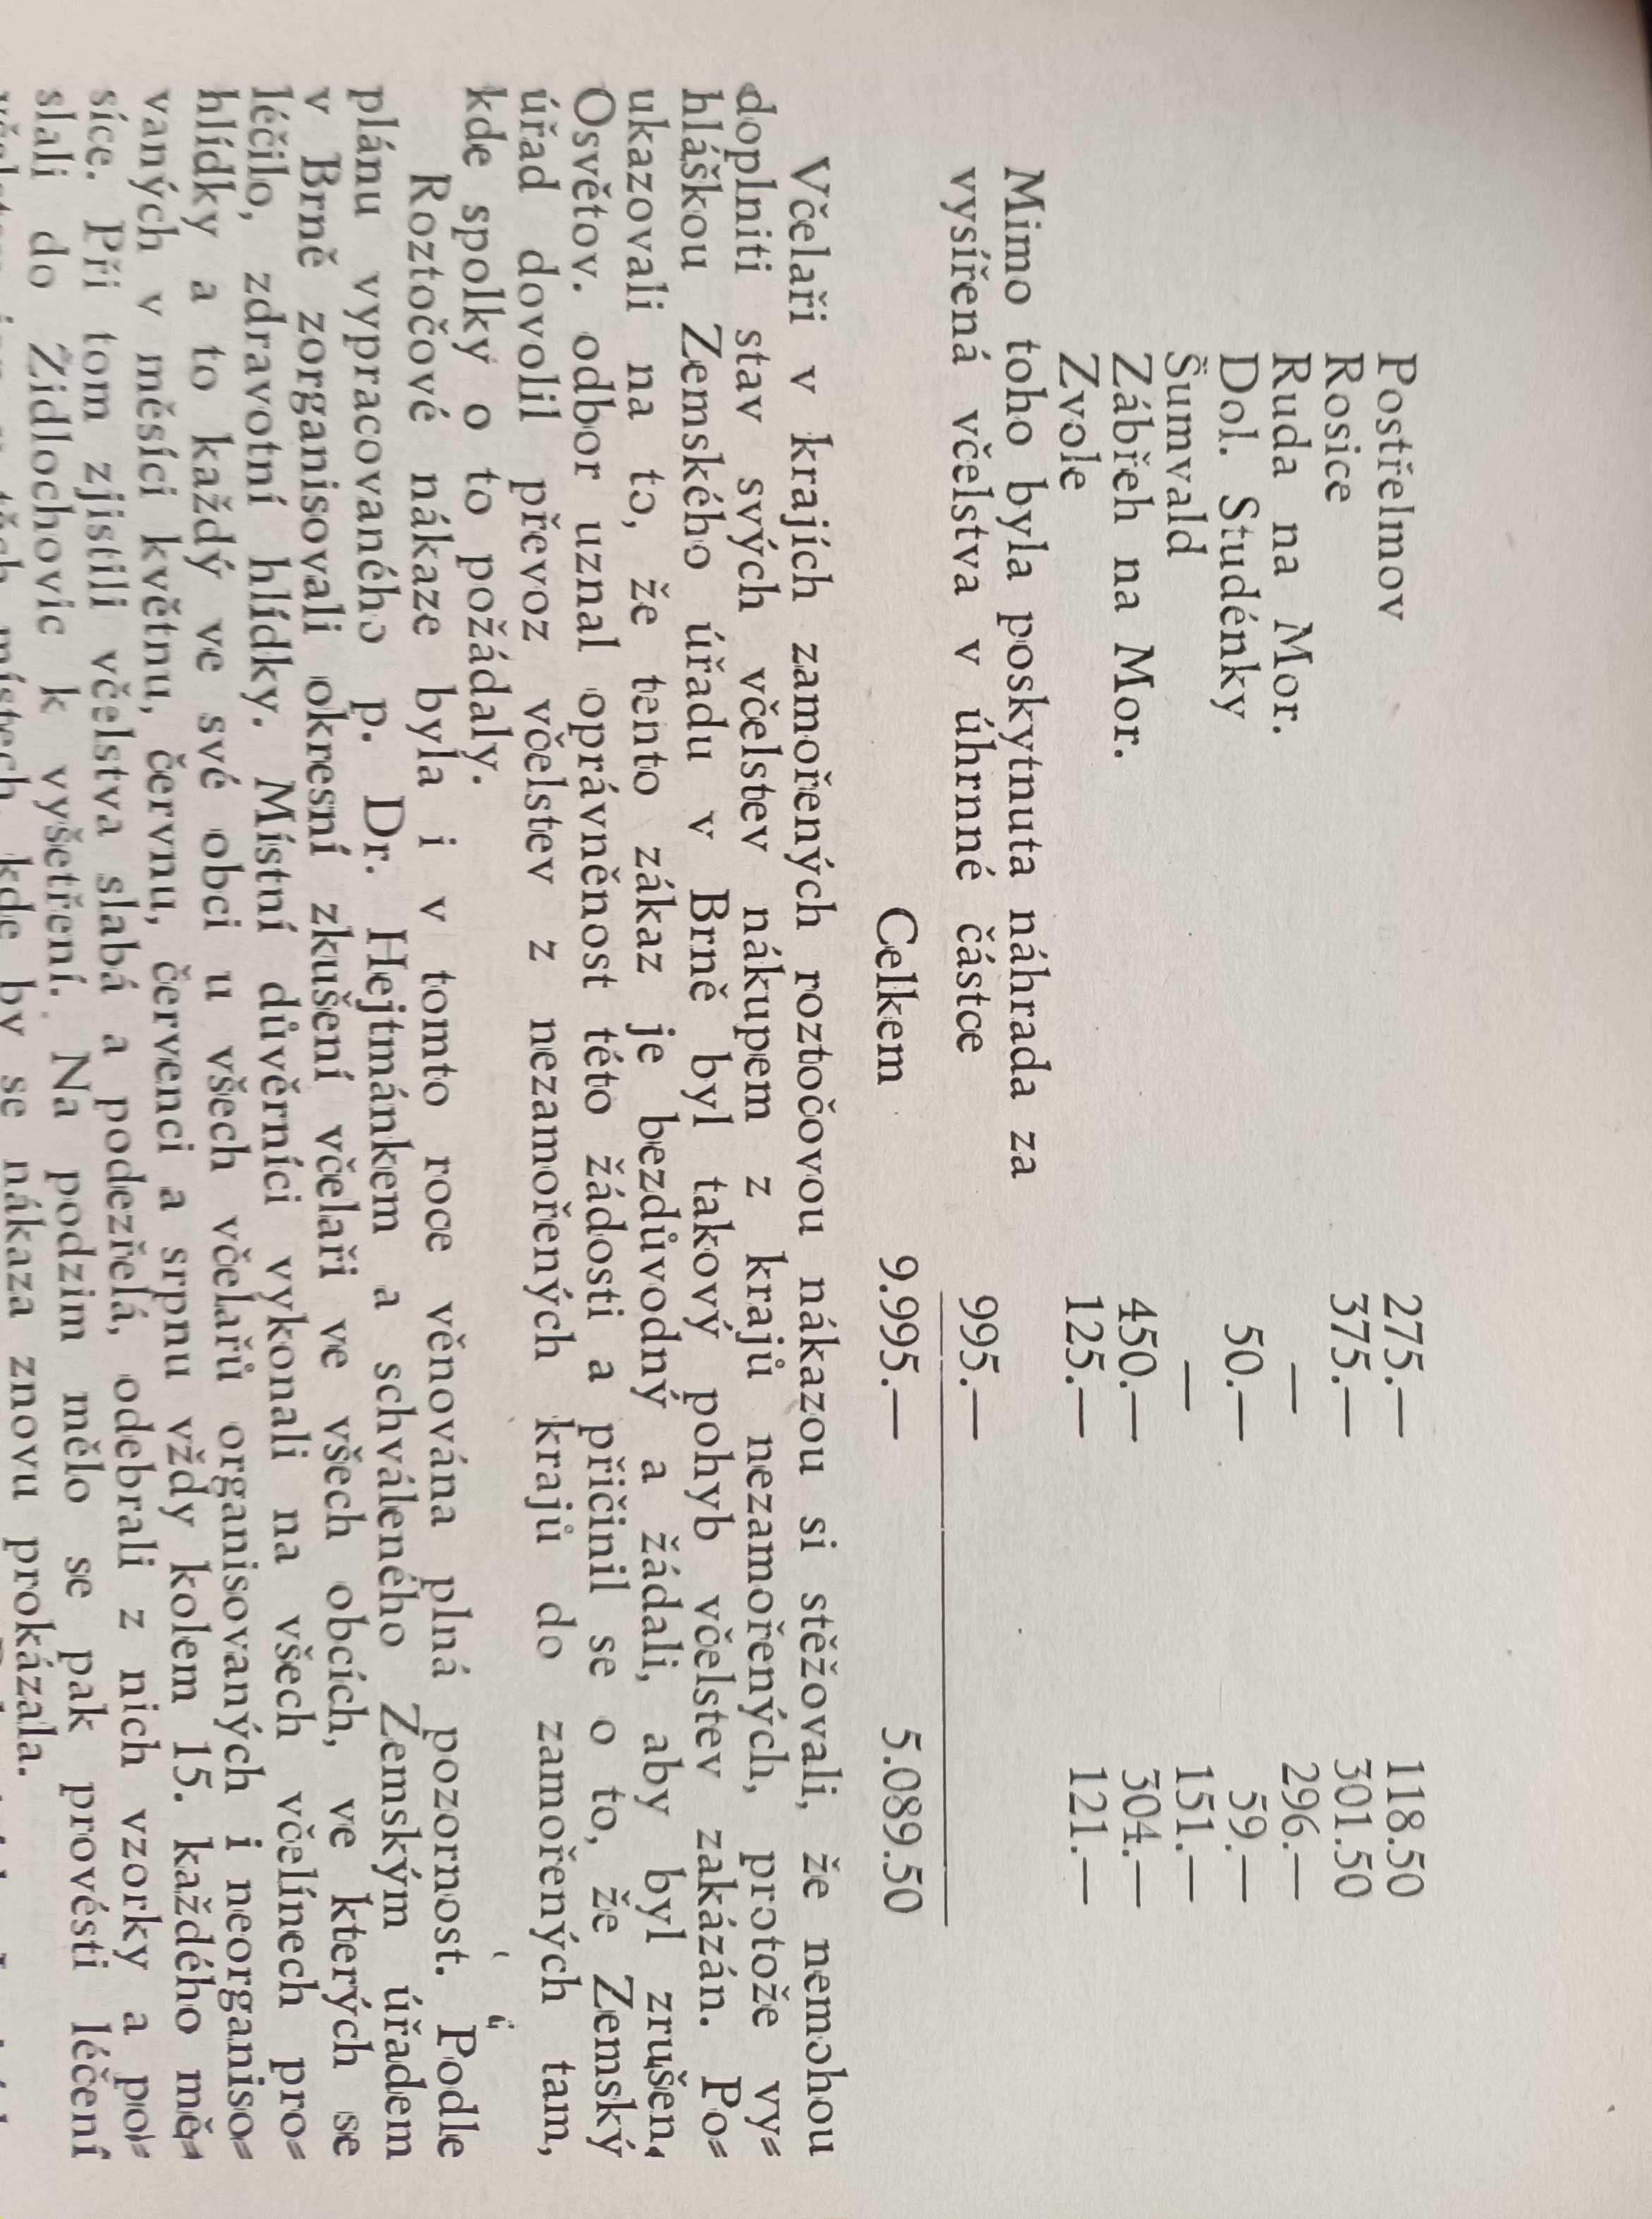 Postřelmov 275.— 118.50
Rosice 375.— 301.50
Ruda na Mor. — 296.—
Dol. Studénky 50.— 59.—
Šumvald — 151.—
Zábřeh na Mor. 450.— 304.—
Zvole 125.— 121.—
Mimo toho byla poskytnuta náhrada za
vysířená včelstva v úhrnné částce 995.—
Celkem 9.995.— 5.089.50
Včelaři v krajích zamořených roztočovou nákazou si stěžovali, že nemohou
doplniti stav svých včelstev nákupem z krajů nezamořených, protože vy=
hláškou Zemského úřadu v Brně byl takový pohyb včelstev zakázán. Po=
ukazovali na to, že tento zákaz je bezdůvodný a žádali, aby byl zrušen.
Osvětov. odbor uznal oprávněnost této žádosti a přičinil se o to, že Zemský
úřad dovolil převoz včelstev z nezamořených krajů do zamořených tam,
kde spolky o to požádaly.
Roztočové nákaze byla i v tomto roce věnována plná pozornost. Podle
plánu vypracovaného p. Dr. Hejtmánkem a schváleného Zemským úřadem
v Brně zorganisovali okresní zkušení včelaři ve všech obcích, ve kterých se
léčilo, zdravotní hlídky. Místní důvěrníci vykonali na všech včelínech pro=
hlídky a to každý ve své obci u všech včelařů organisovaných i neorganiso=
vaných v měsíci květnu, červnu, červenci a srpnu vždy kolem 15. každého mě=
síce. Při tom zjistili včelstva slabá a podezřelá, odebrali z nich vzorky a po=
slali do Židlochovic k vyšetření. Na podzim mělo se pak provésti léčení
místech, kde by se nákaza znovu prokázala.